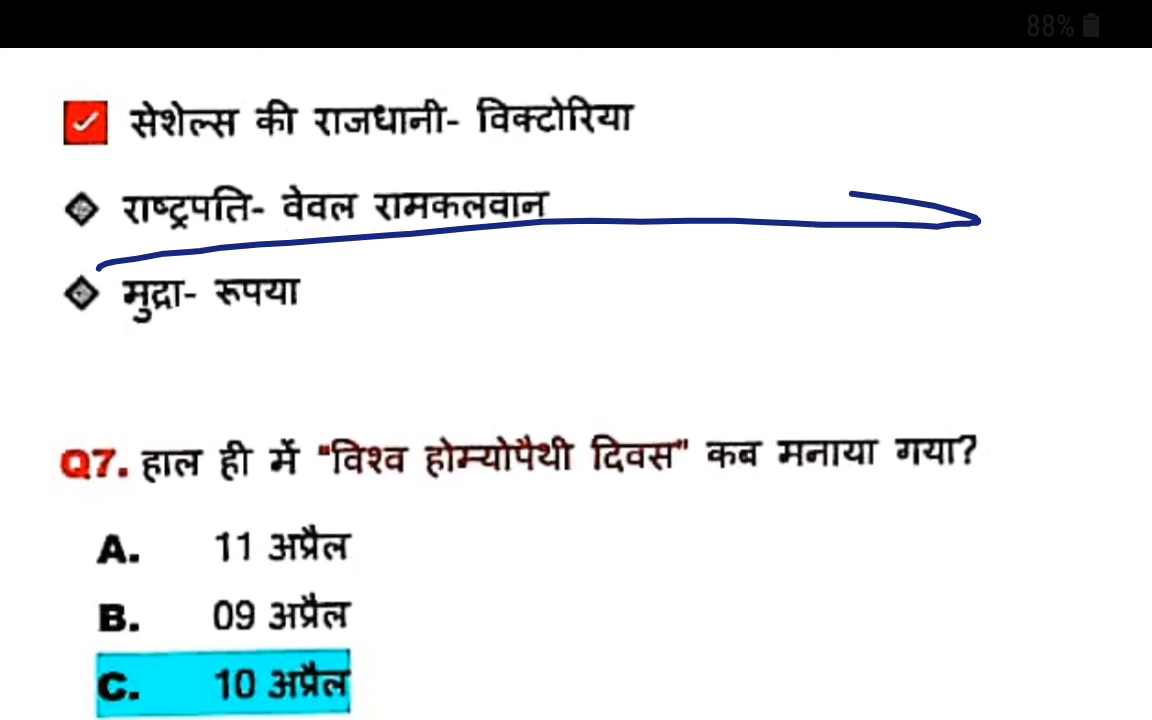 88%
सेशेल्स की राजधानी- विक्टोरिया
राष्ट्रपति- वेवल रामकलवान
मुद्रा- रूपया
Q7. हाल ही में "विश्व होम्योपैथी दिवस" कब मनाया गया?
A. 11 अप्रैल
B. 09 अप्रैल
C. 10 अप्रैल